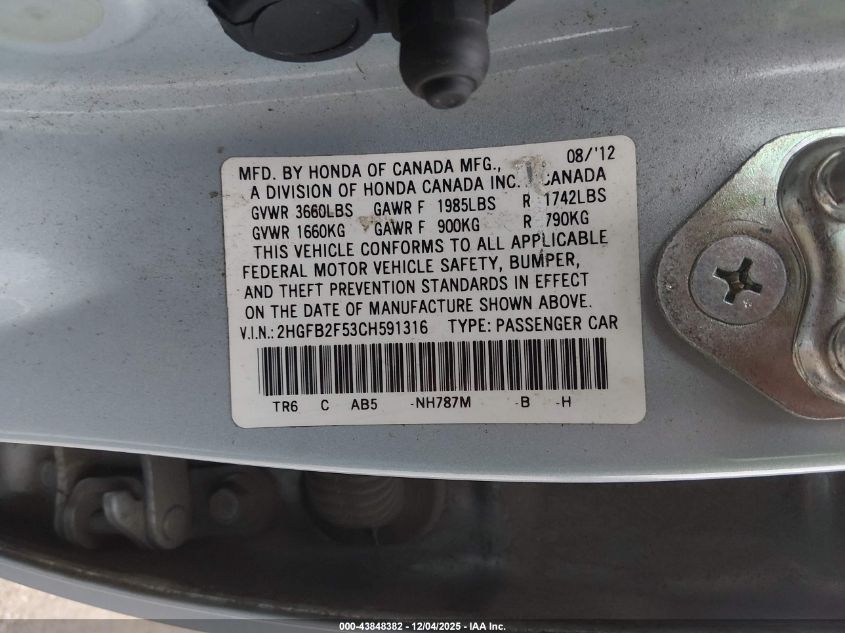 08/'12
MFD. BY HONDA OF CANADA MFG.,
A DIVISION OF HONDA CANADA INC., CANADA
GVWR 3660LBS GAWR F 1985LBS R 1742LBS
GVWR 1660KG GAWR F 900KG R 790KG
THIS VEHICLE CONFORMS TO ALL APPLICABLE
FEDERAL MOTOR VEHICLE SAFETY, BUMPER,
AND THEFT PREVENTION STANDARDS IN EFFECT
ON THE DATE OF MANUFACTURE SHOWN ABOVE.
V.I.N.: 2HGFB2F53CH591316 TYPE: PASSENGER CAR
TR6 C AB5 -NH787M -B -H
000-43848382 - 12/04/2025 - IAA Inc.